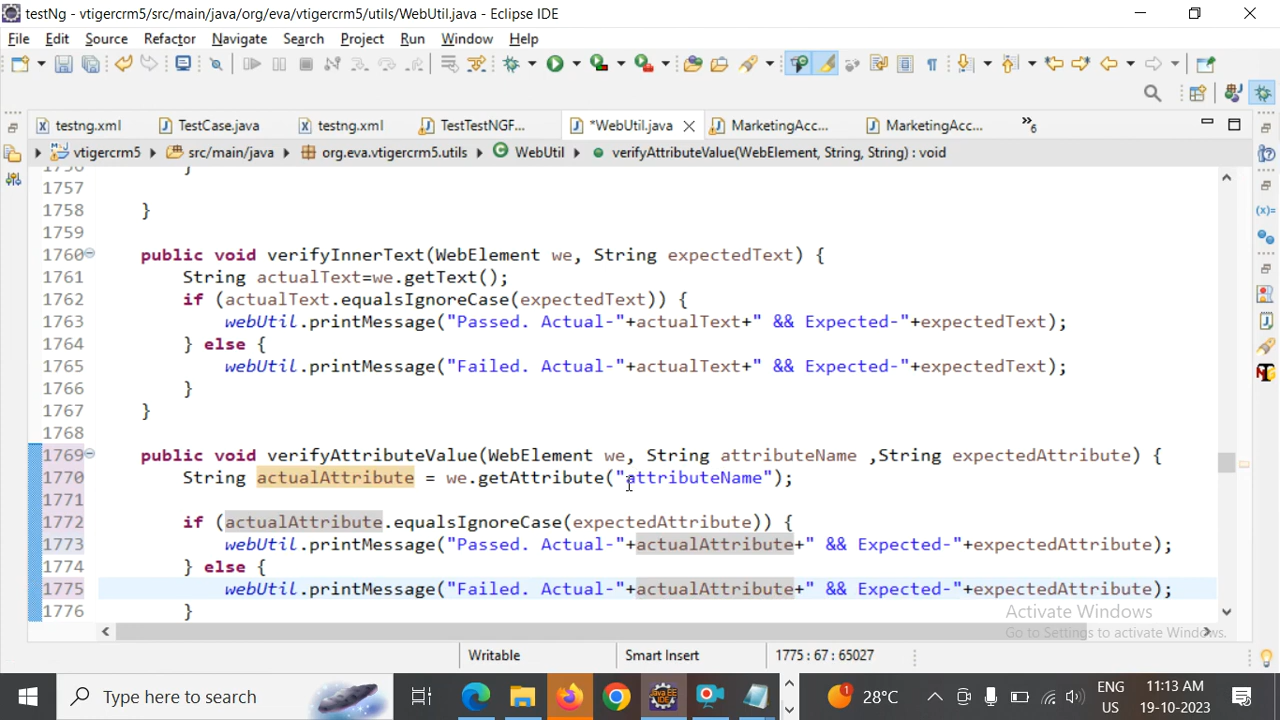 testNg - vtigercrm5/src/main/java/org/eva/vtigercrm5/utils/WebUtil.java - Eclipse IDE
File Edit Source Refactor Navigate Search Project Run Window Help
testng.xml TestCase.java testng.xml TestTestNGF... *WebUtil.java MarketingAcc... MarketingAcc... »6
vtigercrm5 src/main/java org.eva.vtigercrm5.utils WebUtil verifyAttributeValue(WebElement, String, String) : void
1756 }
1757
1758 }
1759
1760 public void verifyInnerText(WebElement we, String expectedText) {
1761 String actualText=we.getText();
1762 if (actualText.equalsIgnoreCase(expectedText)) {
1763 webUtil.printMessage("Passed. Actual-"+actualText+" && Expected-"+expectedText);
1764 } else {
1765 webUtil.printMessage("Failed. Actual-"+actualText+" && Expected-"+expectedText);
1766 }
1767 }
1768
1769 public void verifyAttributeValue(WebElement we, String attributeName ,String expectedAttribute) {
1770 String actualAttribute = we.getAttribute("attributeName");
1771
1772 if (actualAttribute.equalsIgnoreCase(expectedAttribute)) {
1773 webUtil.printMessage("Passed. Actual-"+actualAttribute+" && Expected-"+expectedAttribute);
1774 } else {
1775 webUtil.printMessage("Failed. Actual-"+actualAttribute+" && Expected-"+expectedAttribute);
1776 }
Activate Windows
Go to Settings to activate Windows.
Writable Smart Insert 1775 : 67 : 65027
Type here to search 1 28°C ENG US 11:13 AM 19-10-2023